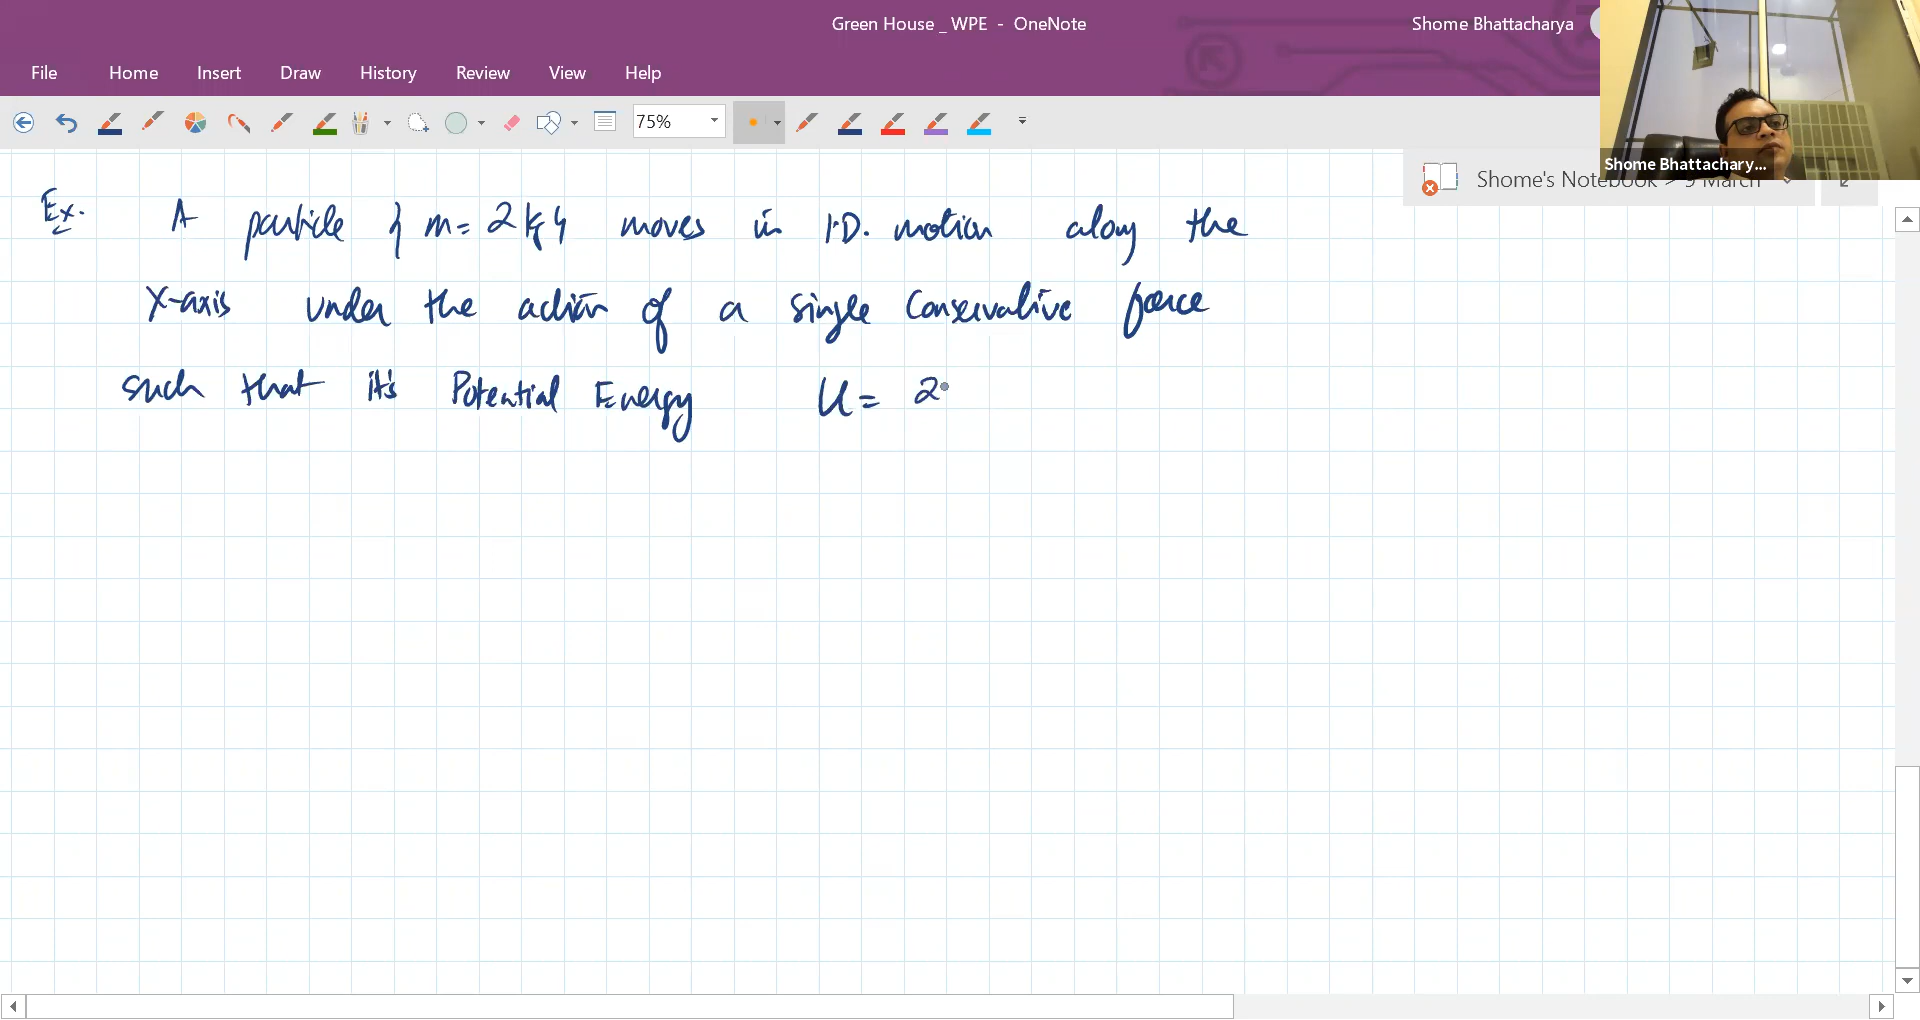 Green House _ WPE - OneNote
Shome Bhattacharya
File Home Insert Draw History Review View Help
75%
Shome Bhattachary...
Shome's Notebook > 9 March
Ex. A particle { m = 2 kg } moves in 1-D. motion along the
X-axis under the action of a single Conservative force
such that it's Potential Energy U = 2